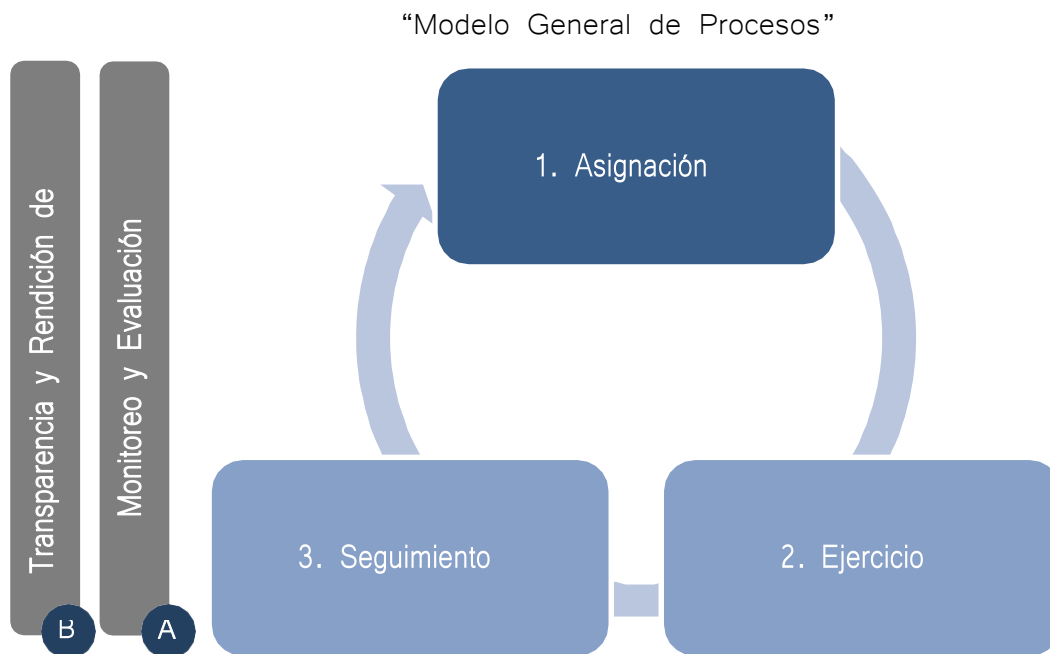 “Modelo General de Procesos”
1. Asignación
2. Ejercicio
3. Seguimiento
Transparencia y Rendición de
Monitoreo y Evaluación
B
A